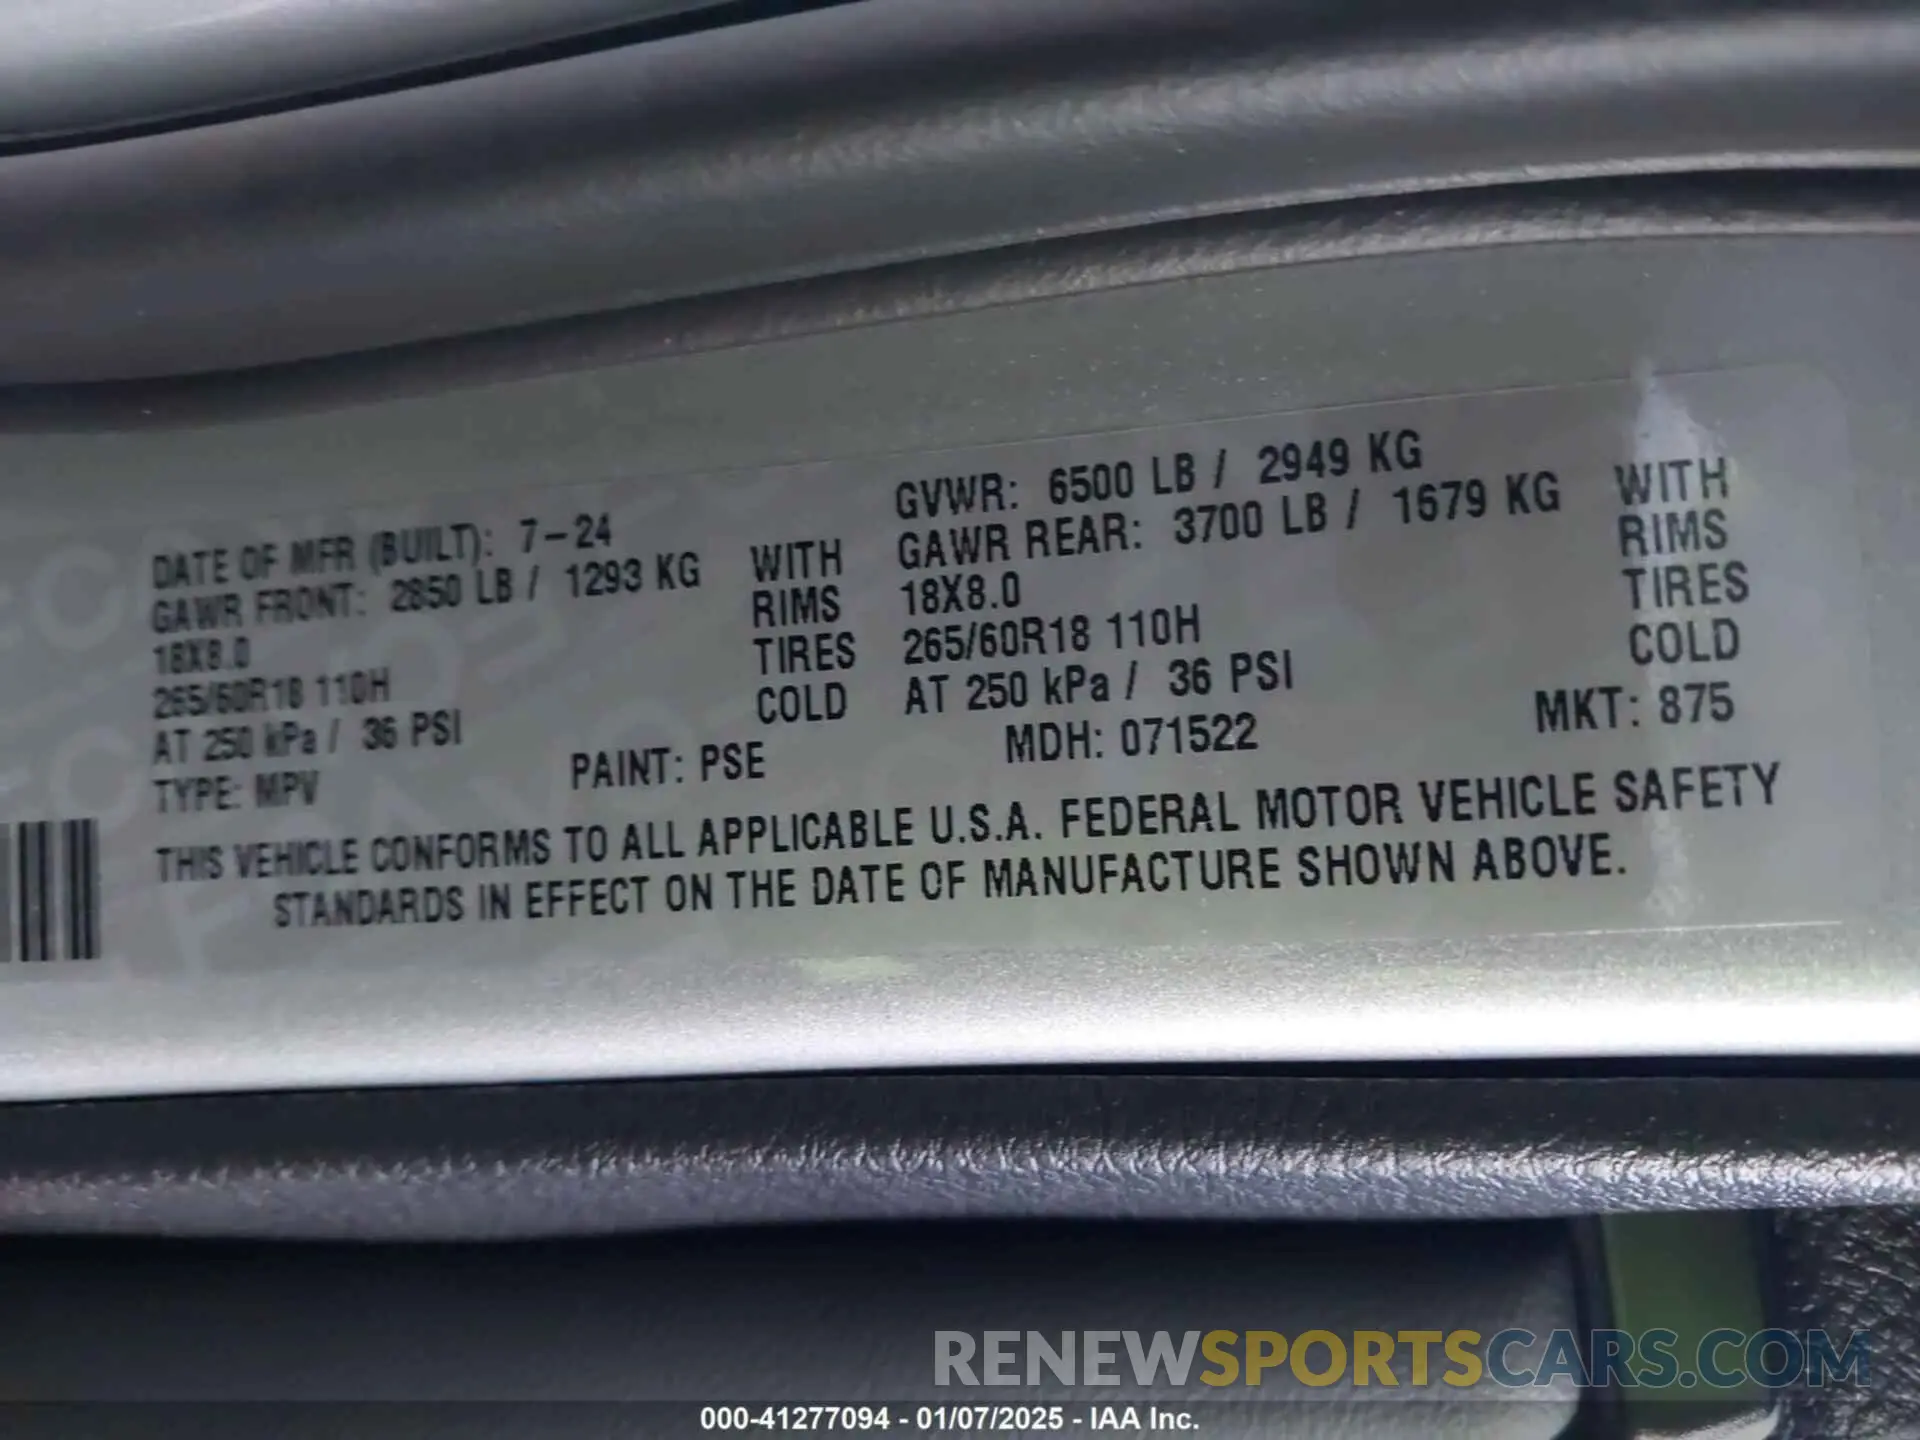 DATE OF MFR (BUILT): 7-24 GVWR: 6500 LB / 2949 KG
GAWR FRONT: 2850 LB / 1293 KG WITH GAWR REAR: 3700 LB / 1679 KG WITH
18X8.0 RIMS 18X8.0 RIMS
265/60R18 110H TIRES 265/60R18 110H TIRES
AT 250 kPa / 36 PSI COLD AT 250 kPa / 36 PSI COLD
TYPE: MPV PAINT: PSE MDH: 071522 MKT: 875
THIS VEHICLE CONFORMS TO ALL APPLICABLE U.S.A. FEDERAL MOTOR VEHICLE SAFETY
STANDARDS IN EFFECT ON THE DATE OF MANUFACTURE SHOWN ABOVE.
RENEWSPORTSCARS.COM
000-41277094 - 01/07/2025 - IAA Inc.